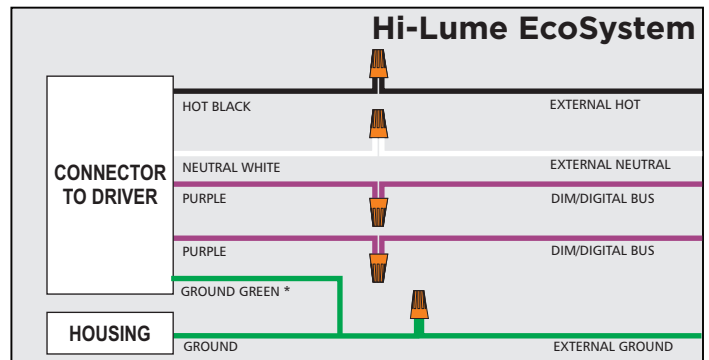 Hi-Lume EcoSystem
HOT BLACK
EXTERNAL HOT
CONNECTOR
TO DRIVER
NEUTRAL WHITE
EXTERNAL NEUTRAL
PURPLE
DIM/DIGITAL BUS
PURPLE
DIM/DIGITAL BUS
GROUND GREEN *
HOUSING
GROUND
EXTERNAL GROUND